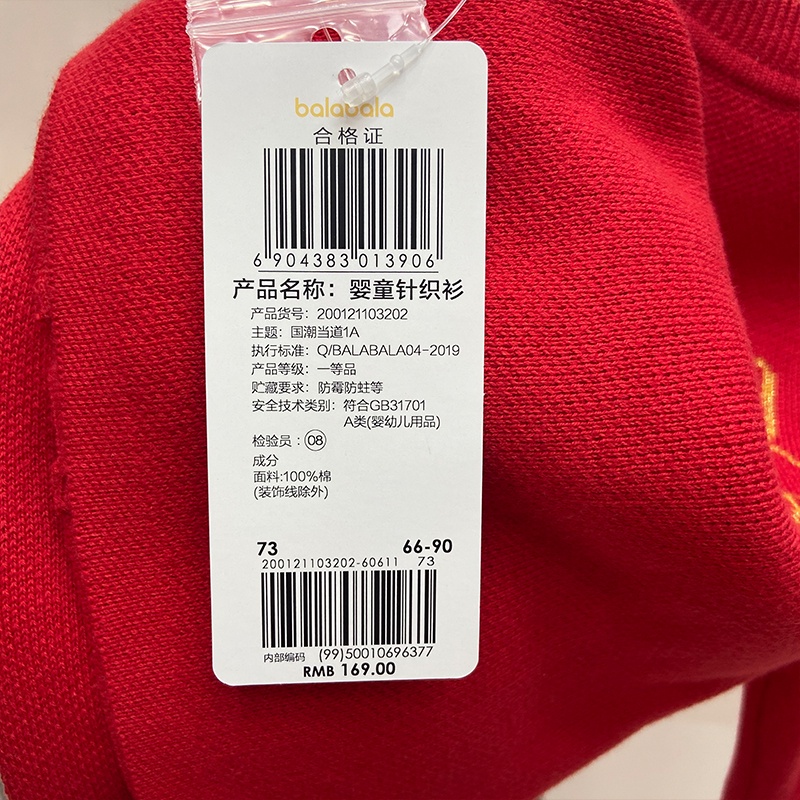 balabala
合格证
6 904383 013906
产品名称：婴童针织衫
产品货号：200121103202
主题：国潮当道1A
执行标准：Q/BALABALA04-2019
产品等级：一等品
贮藏要求：防霉防蛀等
安全技术类别：符合GB31701
A类(婴幼儿用品)
检验员：08
成分
面料:100%棉
(装饰线除外)
73 66-90
200121103202-60611 73
内部编码 (99)50010696377
RMB 169.00